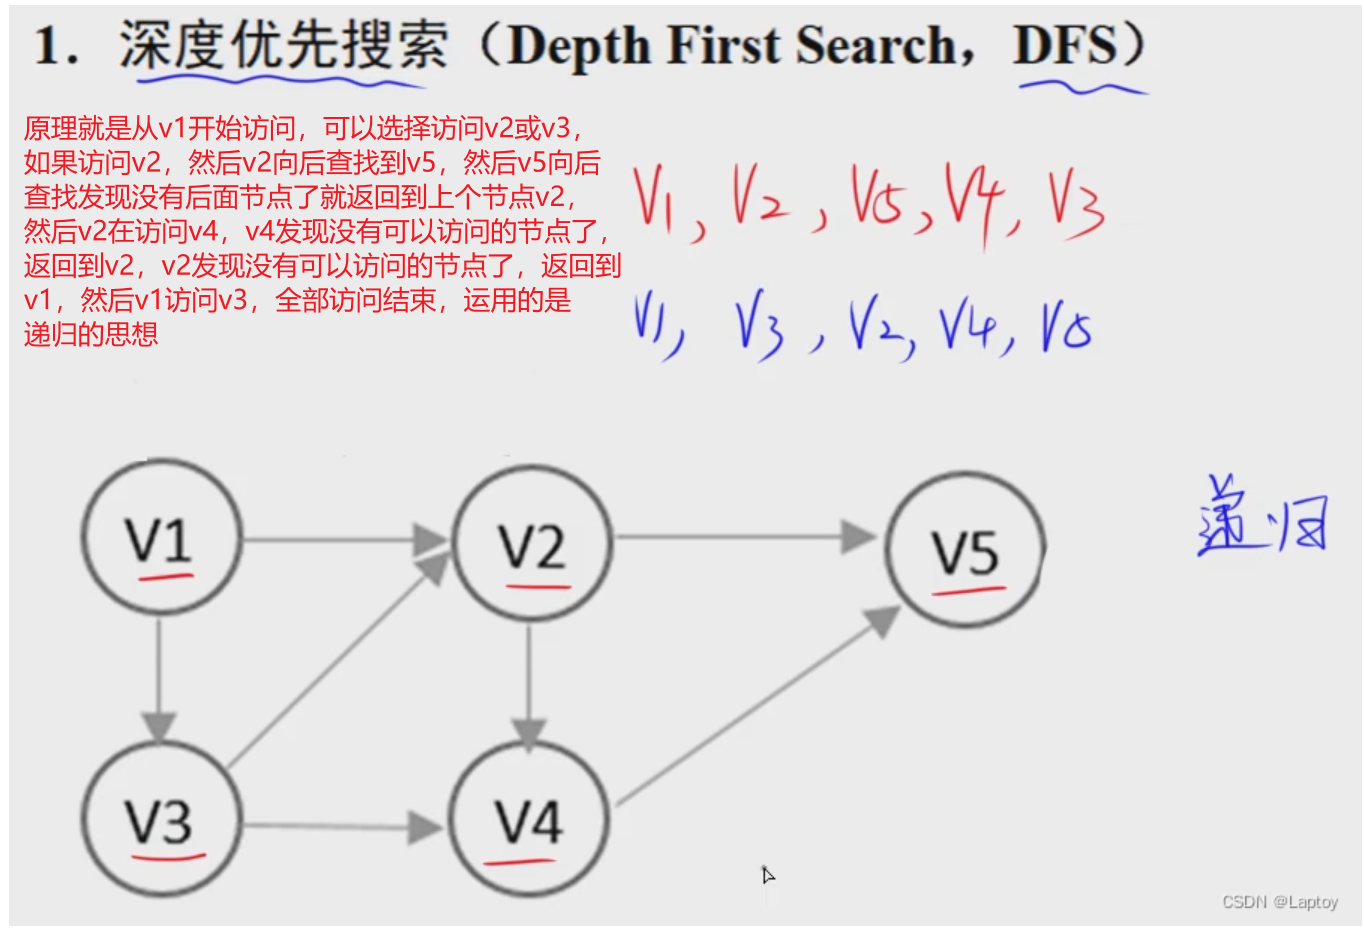 1. 深度优先搜索（Depth First Search，DFS）
原理就是从v1开始访问，可以选择访问v2或v3，
如果访问v2，然后v2向后查找到v5，然后v5向后
查找发现没有后面节点了就返回到上个节点v2，
然后v2在访问v4，v4发现没有可以访问的节点了，
返回到v2，v2发现没有可以访问的节点了，返回到
v1，然后v1访问v3，全部访问结束，运用的是
递归的思想
V1, V2, V5, V4, V3
V1, V3, V2, V4, V5
V1
V2
V5
递归
V3
V4
CSDN @Laptoy